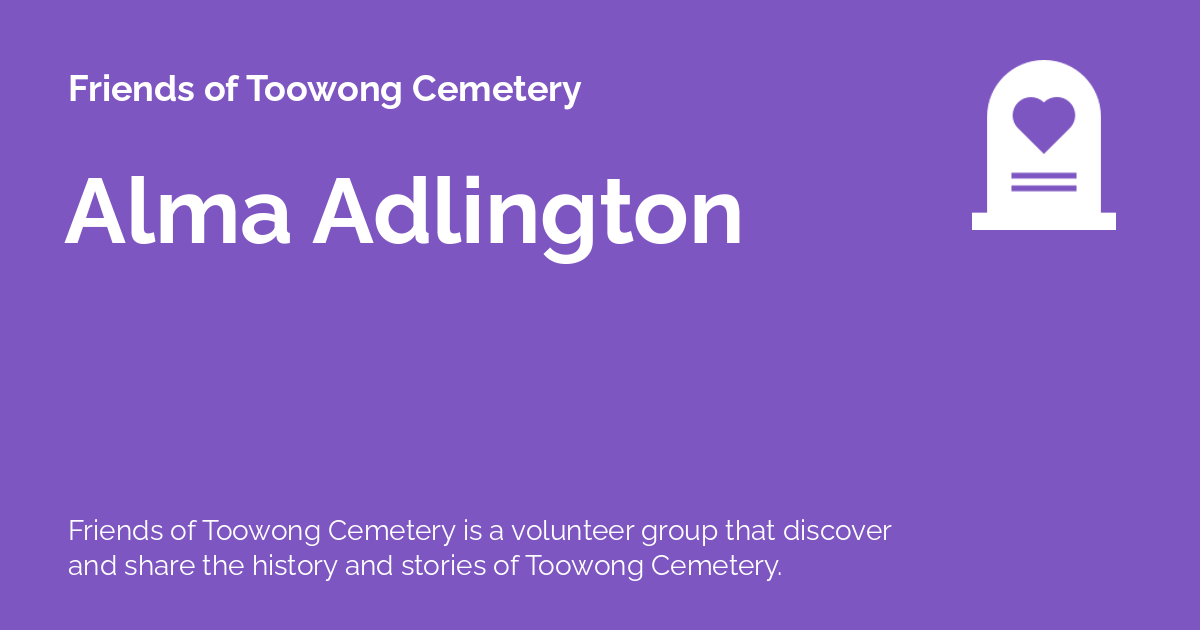 Friends of Toowong Cemetery
Alma Adlington
Friends of Toowong Cemetery is a volunteer group that discover
and share the history and stories of Toowong Cemetery.